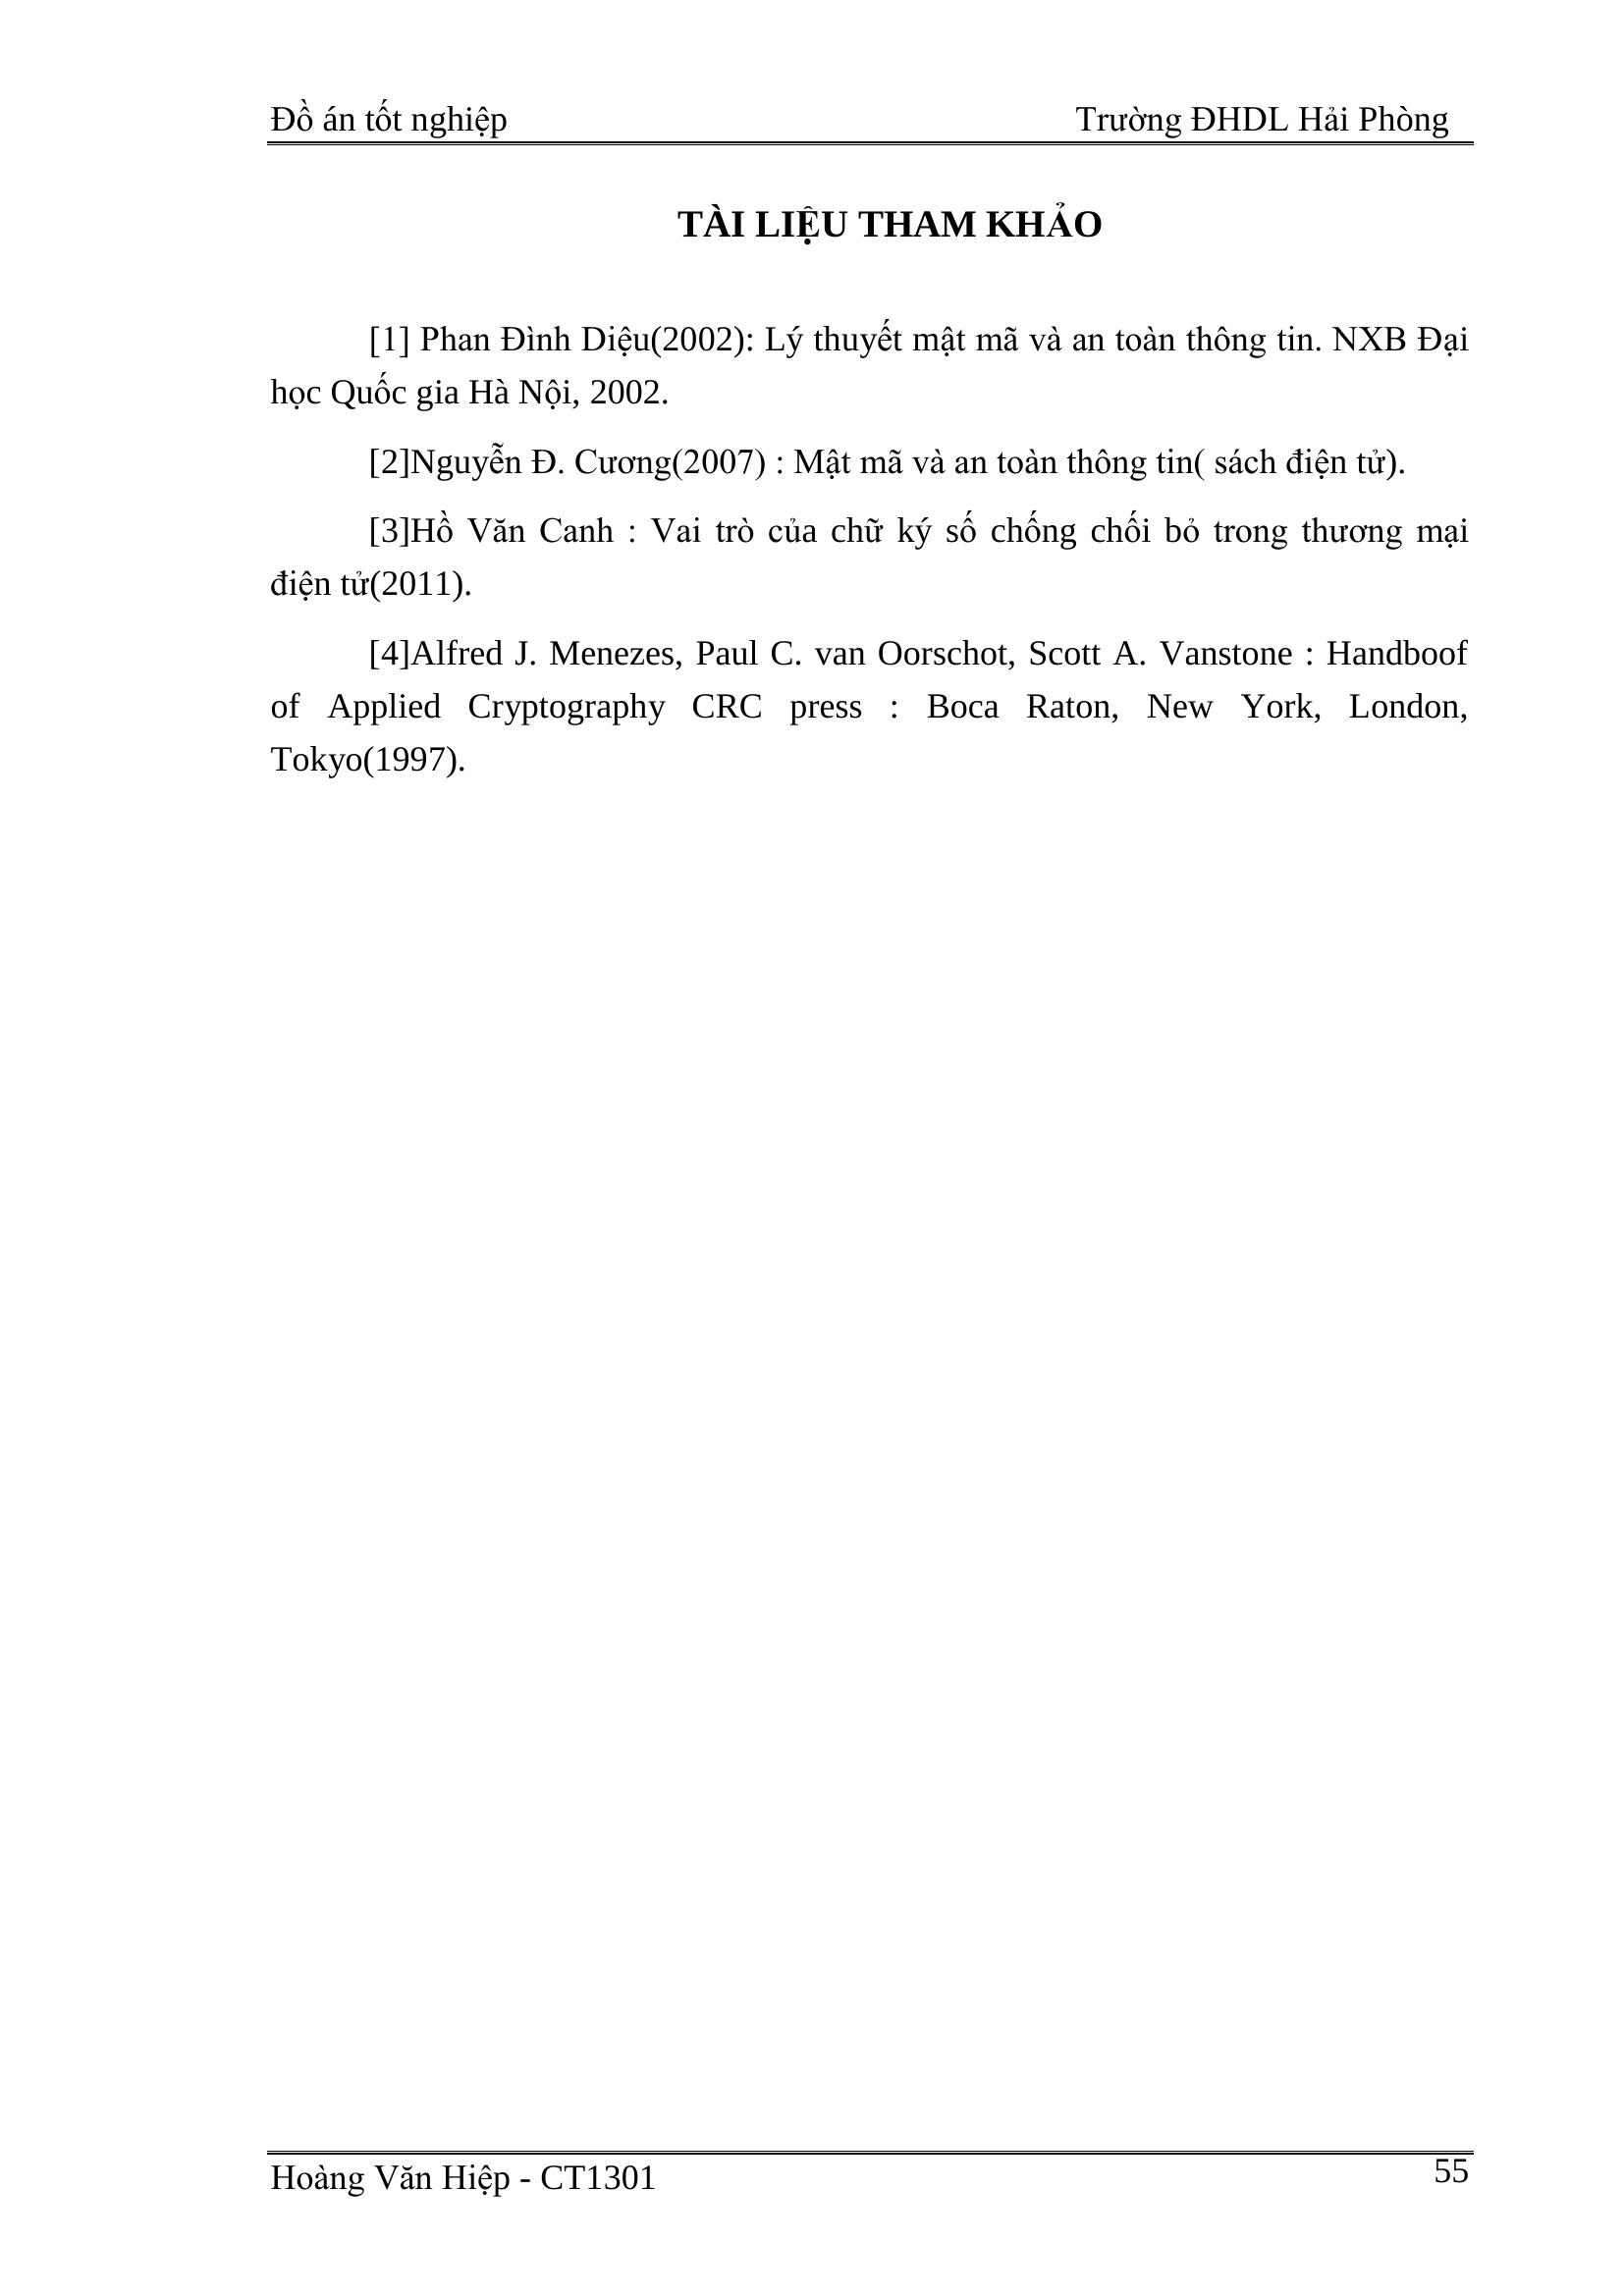 Đồ án tốt nghiệp Trường ĐHDL Hải Phòng
TÀI LIỆU THAM KHẢO
[1] Phan Đình Diệu(2002): Lý thuyết mật mã và an toàn thông tin. NXB Đại
học Quốc gia Hà Nội, 2002.
[2]Nguyễn Đ. Cương(2007) : Mật mã và an toàn thông tin( sách điện tử).
[3]Hồ Văn Canh : Vai trò của chữ ký số chống chối bỏ trong thương mại
điện tử(2011).
[4]Alfred J. Menezes, Paul C. van Oorschot, Scott A. Vanstone : Handboof
of Applied Cryptography CRC press : Boca Raton, New York, London,
Tokyo(1997).
Hoàng Văn Hiệp - CT1301 55